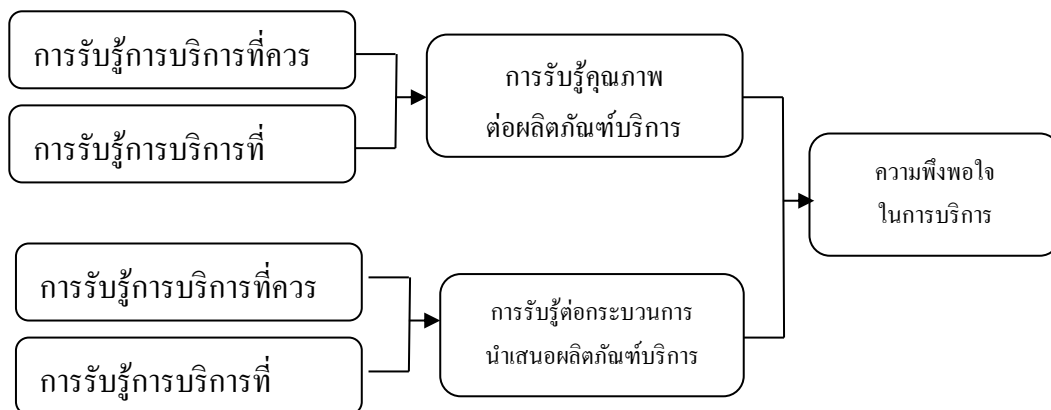 การรับรู้การบริการที่ควร
การรับรู้การบริการที่
การรับรู้คุณภาพ
ต่อผลิตภัณฑ์บริการ
ความพึงพอใจ
ในการบริการ
การรับรู้การบริการที่ควร
การรับรู้การบริการที่
การรับรู้ต่อกระบวนการ
นำเสนอผลิตภัณฑ์บริการ